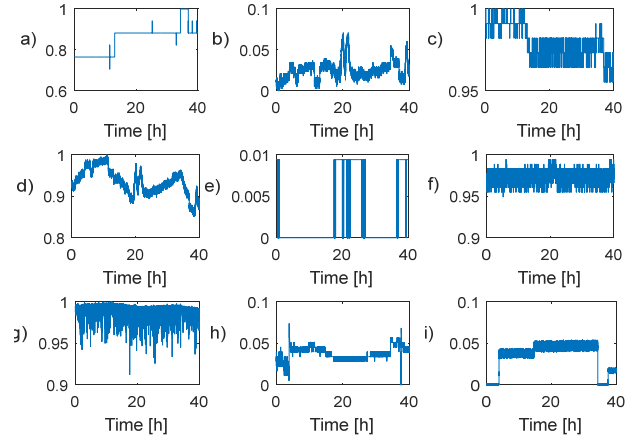 a) 1 0.8 0.6 0 20 40 Time [h]
b) 0.1 0.05 0 0 20 40 Time [h]
c) 1 0.95 0 20 40 Time [h]
d) 1 0.9 0.8 0 20 40 Time [h]
e) 0.01 0.005 0 0 20 40 Time [h]
f) 1 0.95 0.9 0 20 40 Time [h]
g) 1 0.95 0.9 0 20 40 Time [h]
h) 0.1 0.05 0 0 20 40 Time [h]
i) 0.1 0.05 0 0 20 40 Time [h]